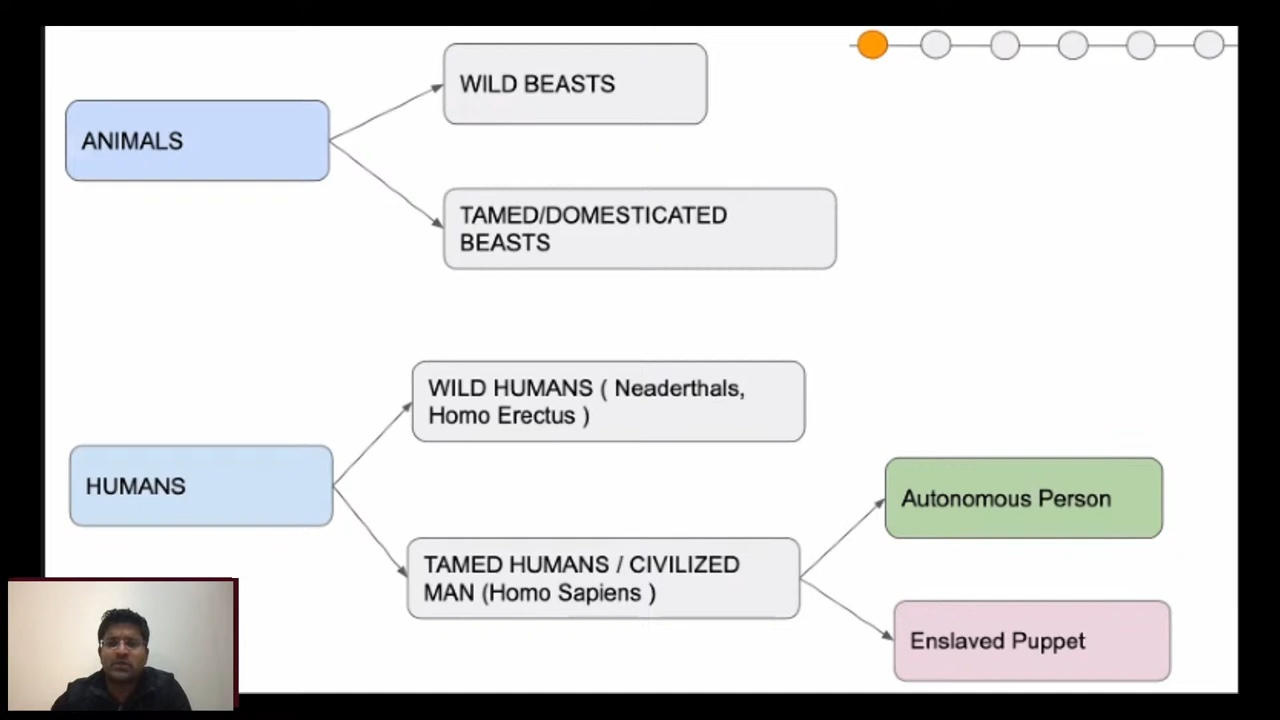 WILD BEASTS
ANIMALS
TAMED/DOMESTICATED
BEASTS
WILD HUMANS ( Neaderthals,
Homo Erectus )
HUMANS
Autonomous Person
TAMED HUMANS / CIVILIZED
MAN (Homo Sapiens )
Enslaved Puppet